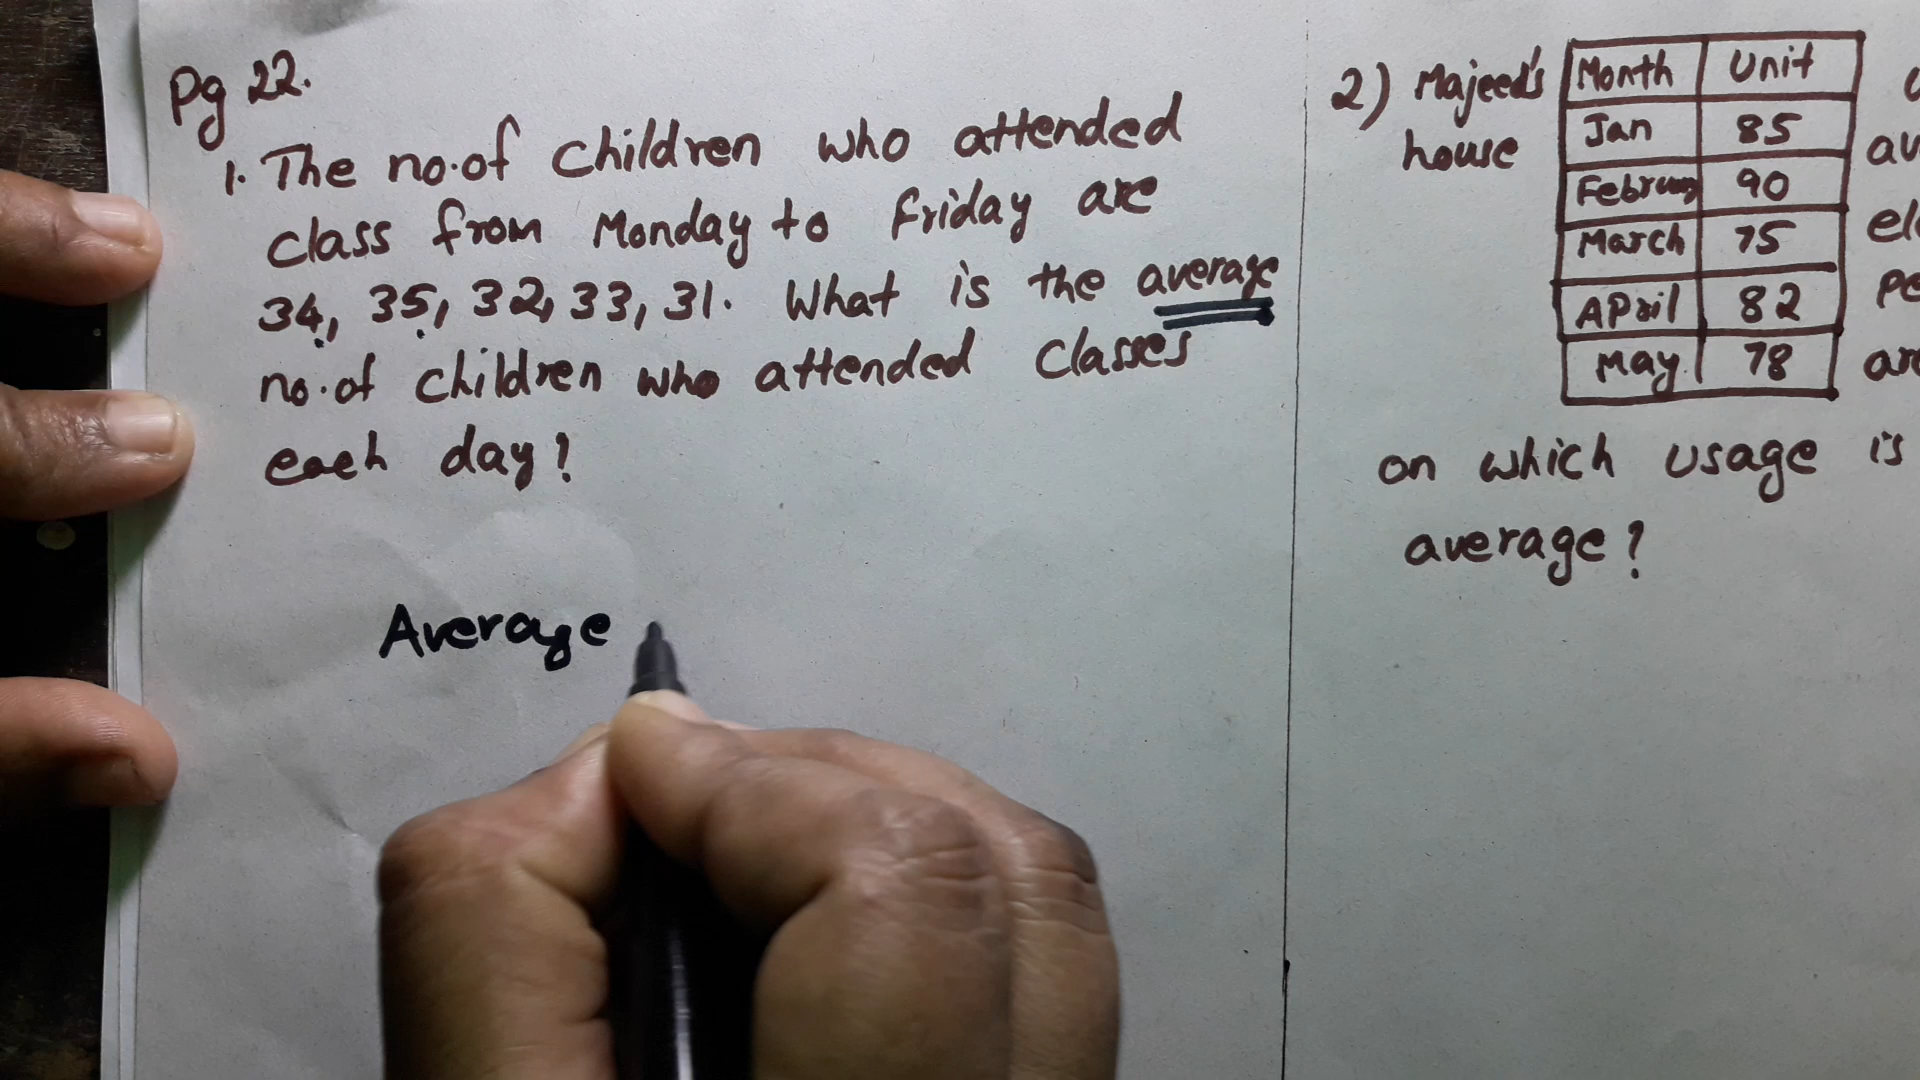 Pg 22.
1. The no.of children who attended
class from Monday to Friday are
34, 35, 32, 33, 31. What is the average
no.of children who attended classes
each day?
Average
2) Majeed's
house
Month Unit
Jan 85
February 90
March 75
April 82
May. 78
on which usage is
average?